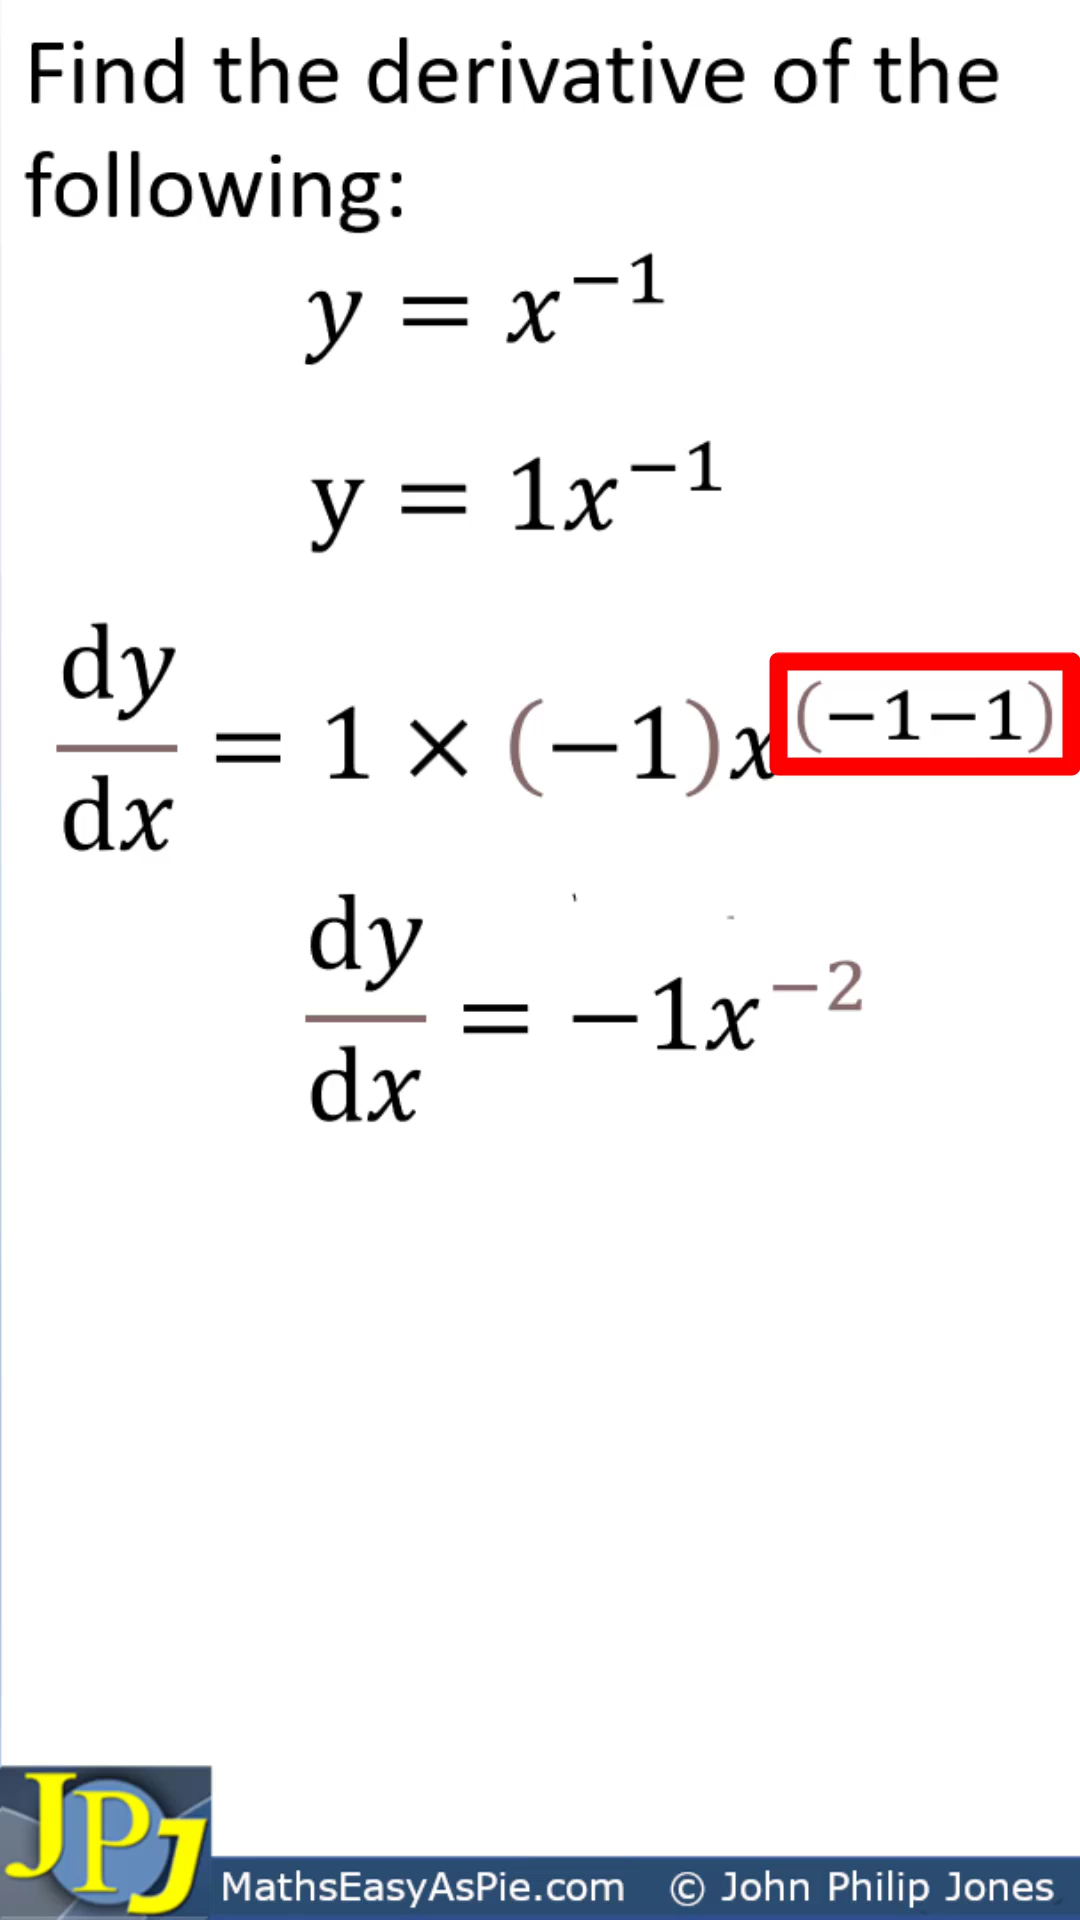 Find the derivative of the
following:
y = x⁻¹
y = 1x⁻¹
dy/dx = 1 × (−1)x⁽⁻¹⁻¹⁾
dy/dx = −1x⁻²
JPJ
MathsEasyAsPie.com © John Philip Jones